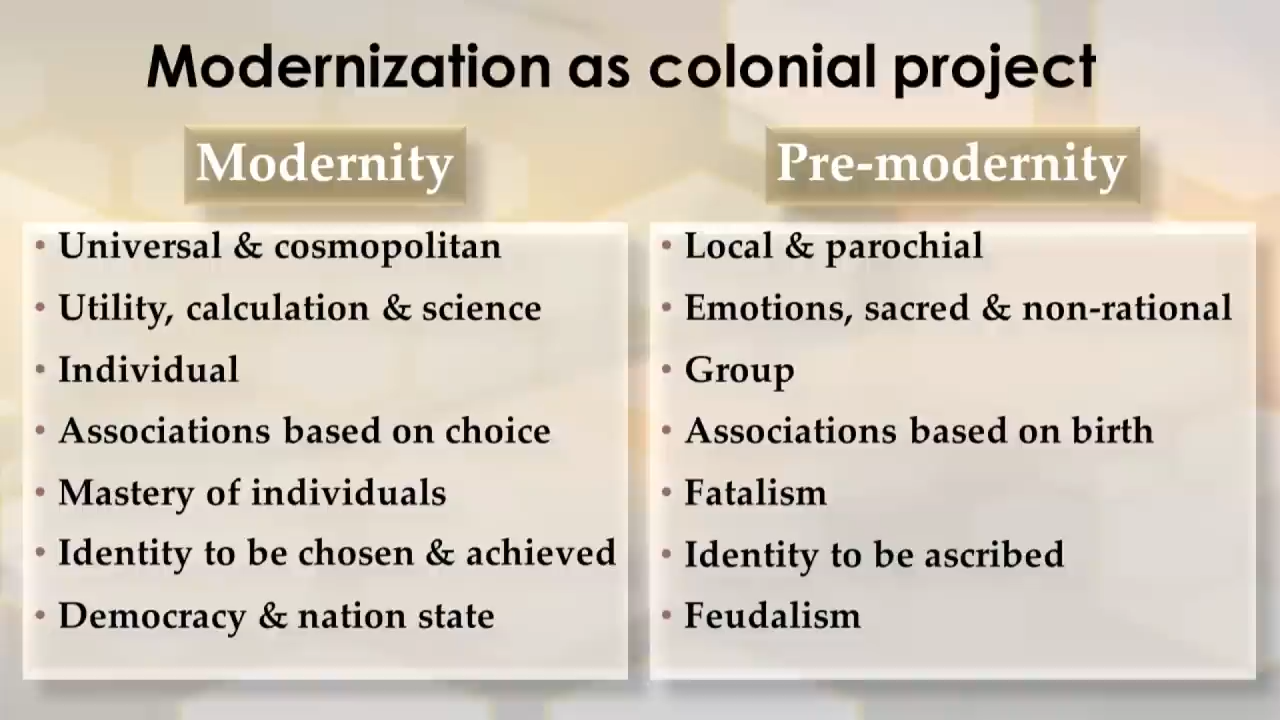 Modernization as colonial project
Modernity
• Universal & cosmopolitan
• Utility, calculation & science
• Individual
• Associations based on choice
• Mastery of individuals
• Identity to be chosen & achieved
• Democracy & nation state
Pre-modernity
• Local & parochial
• Emotions, sacred & non-rational
• Group
• Associations based on birth
• Fatalism
• Identity to be ascribed
• Feudalism